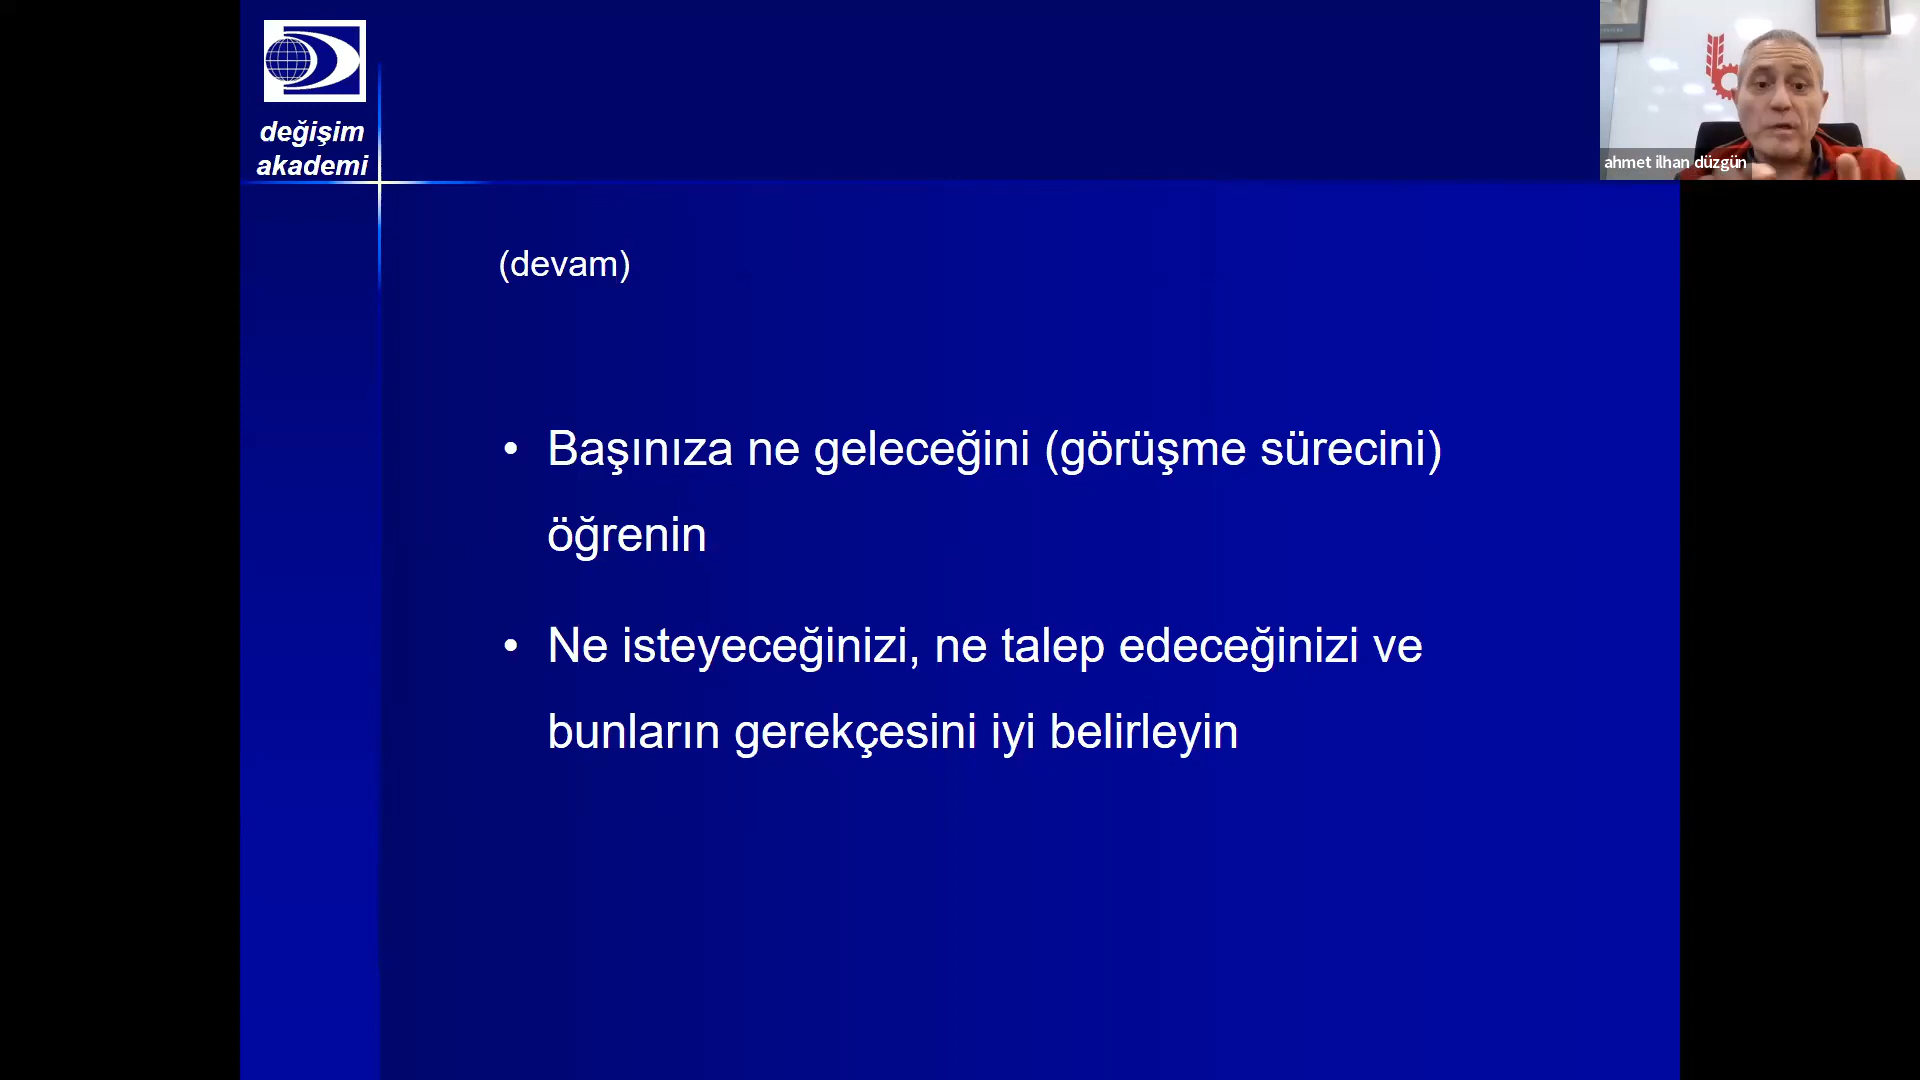 değişim
akademi
ahmet ilhan düzgün
(devam)
• Başınıza ne geleceğini (görüşme sürecini)
öğrenin
• Ne isteyeceğinizi, ne talep edeceğinizi ve
bunların gerekçesini iyi belirleyin